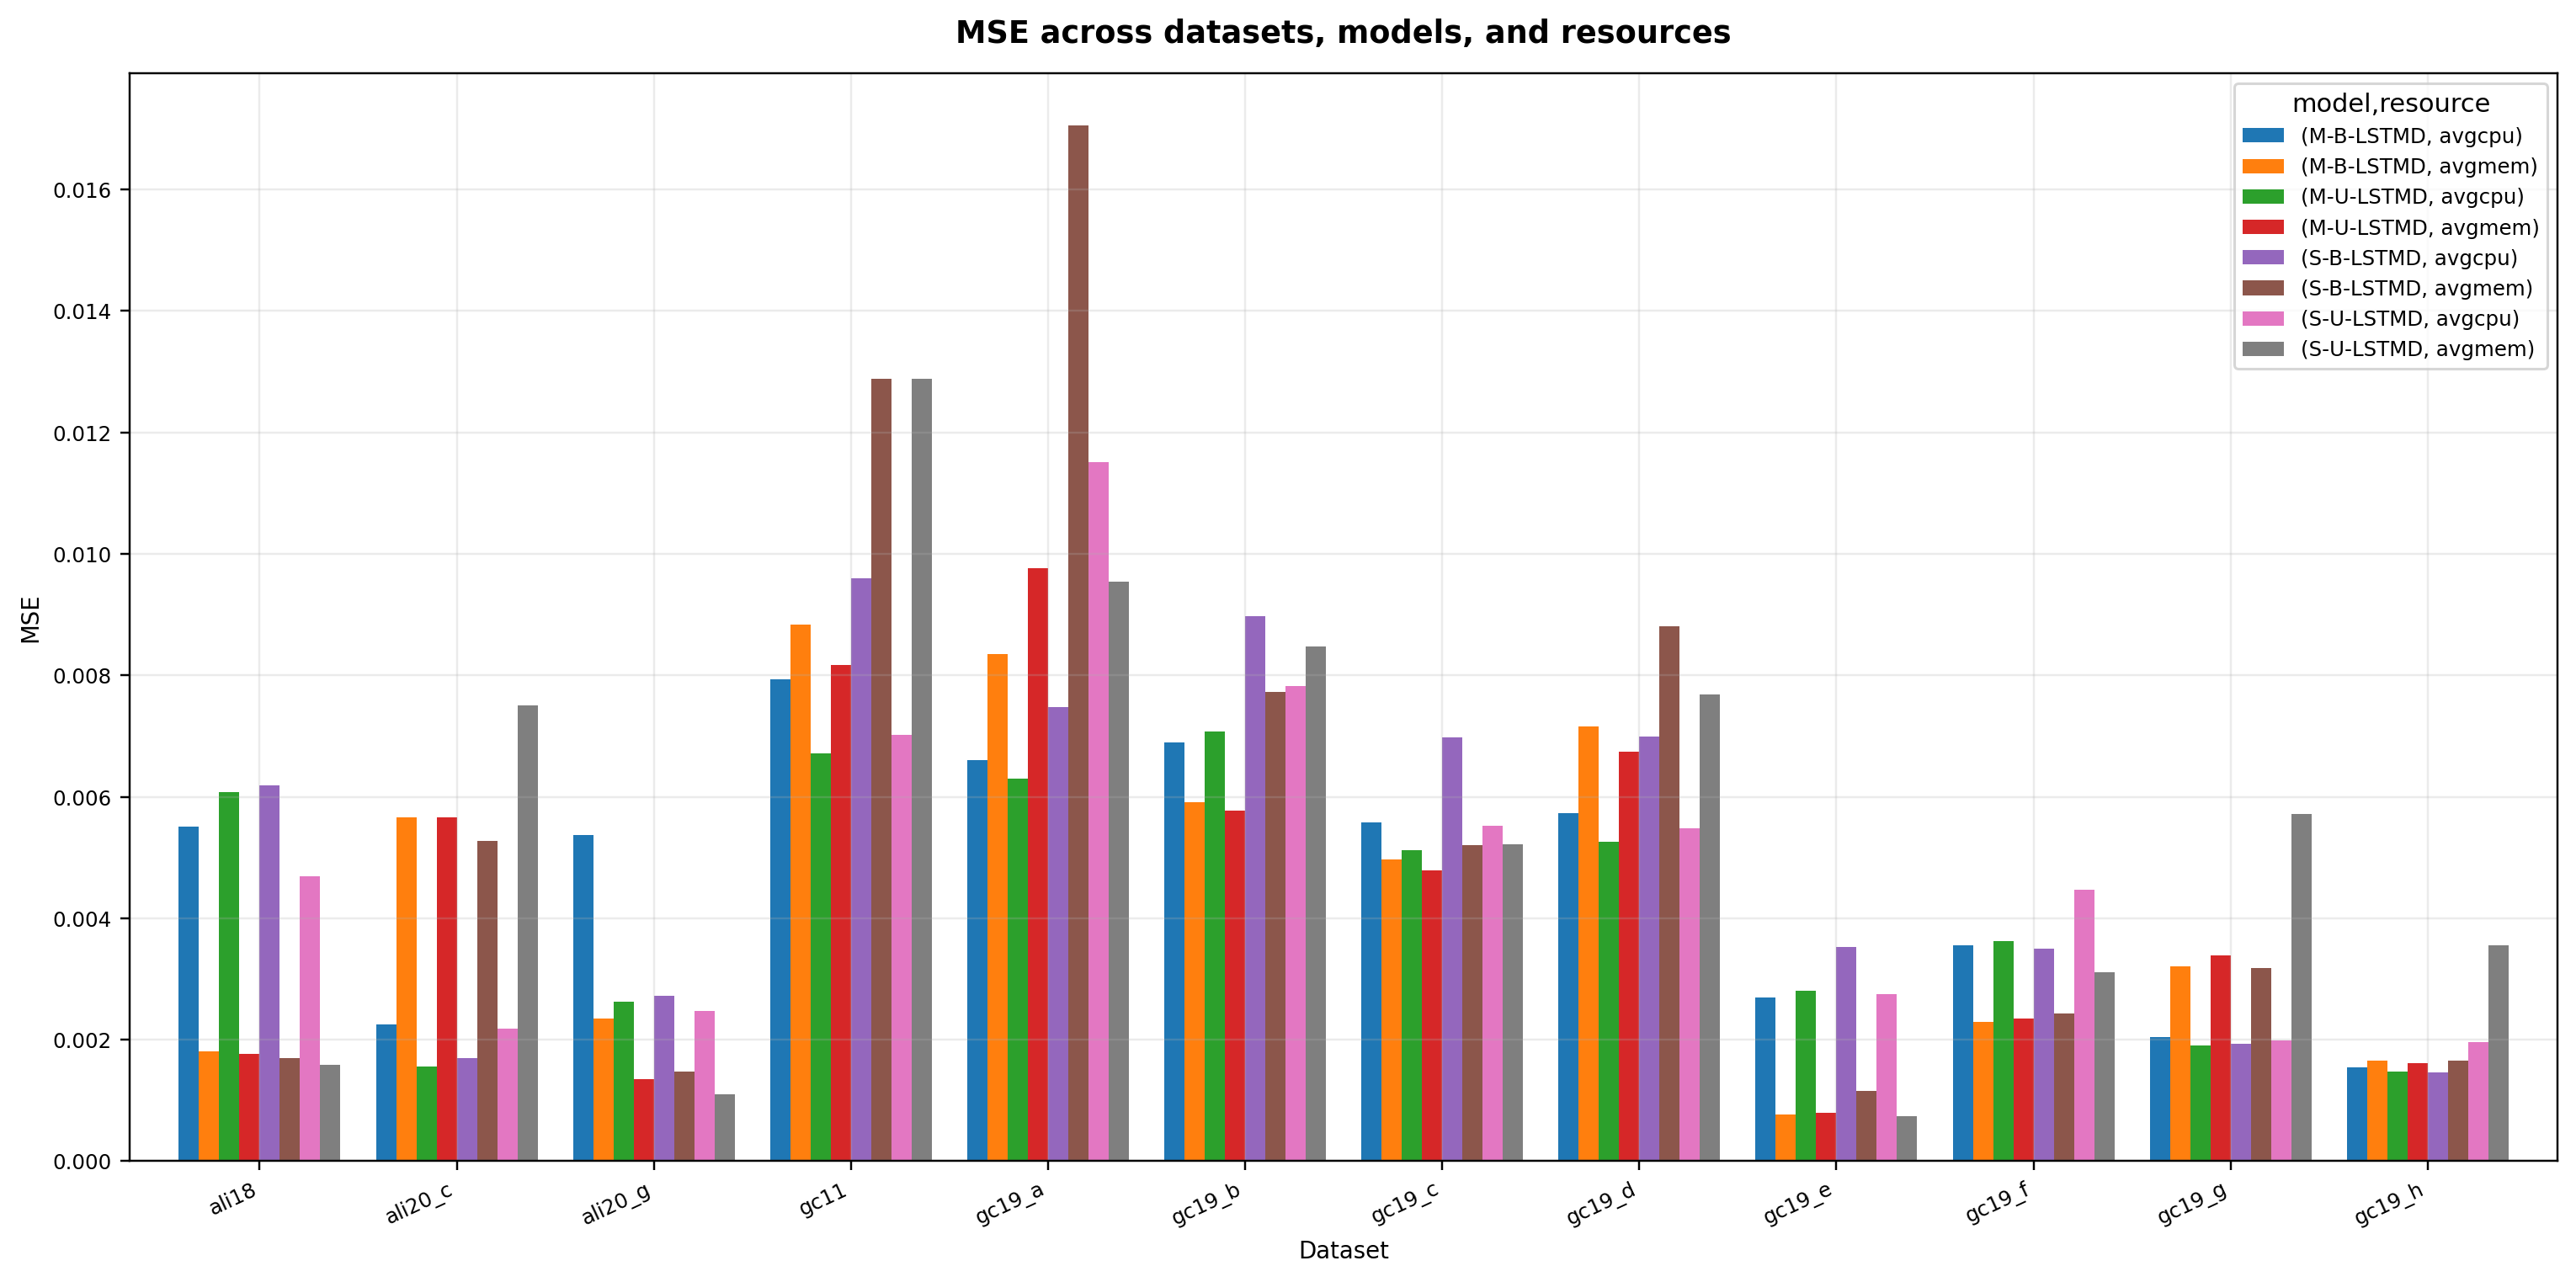 MSE across datasets, models, and resources
model,resource
(M-B-LSTMD, avgcpu)
(M-B-LSTMD, avgmem)
(M-U-LSTMD, avgcpu)
(M-U-LSTMD, avgmem)
(S-B-LSTMD, avgcpu)
(S-B-LSTMD, avgmem)
(S-U-LSTMD, avgcpu)
(S-U-LSTMD, avgmem)
MSE
0.016
0.014
0.012
0.010
0.008
0.006
0.004
0.002
0.000
ali18
ali20_c
ali20_g
gc11
gc19_a
gc19_b
gc19_c
gc19_d
gc19_e
gc19_f
gc19_g
gc19_h
Dataset